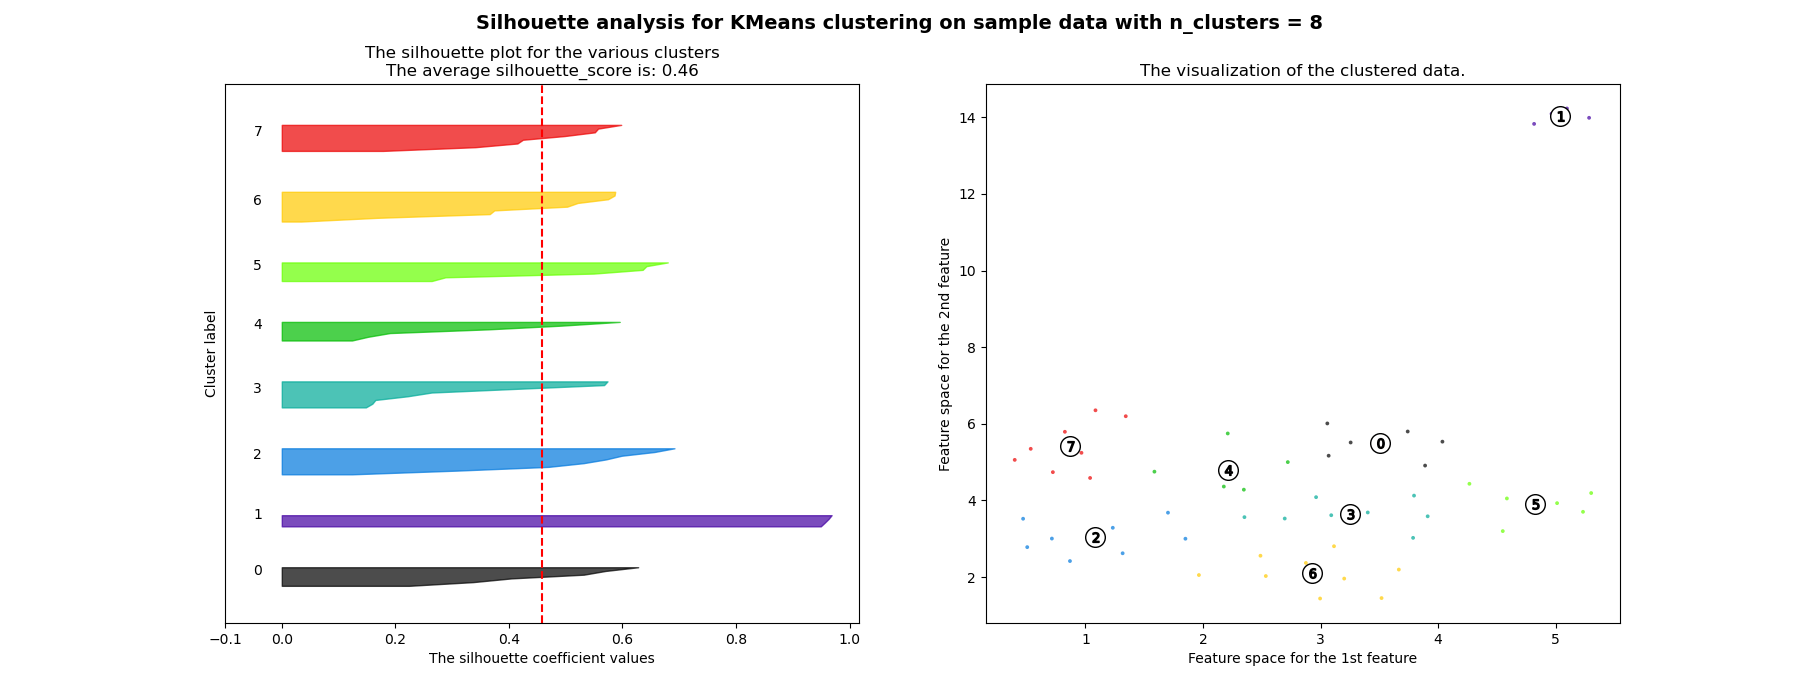 Silhouette analysis for KMeans clustering on sample data with n_clusters = 8
The silhouette plot for the various clusters
The average silhouette_score is: 0.46
7
6
5
4
3
2
1
0
Cluster label
−0.1 0.0 0.2 0.4 0.6 0.8 1.0
The silhouette coefficient values
The visualization of the clustered data.
14
12
10
8
6
4
2
Feature space for the 2nd feature
1
7
0
4
5
3
2
6
1 2 3 4 5
Feature space for the 1st feature